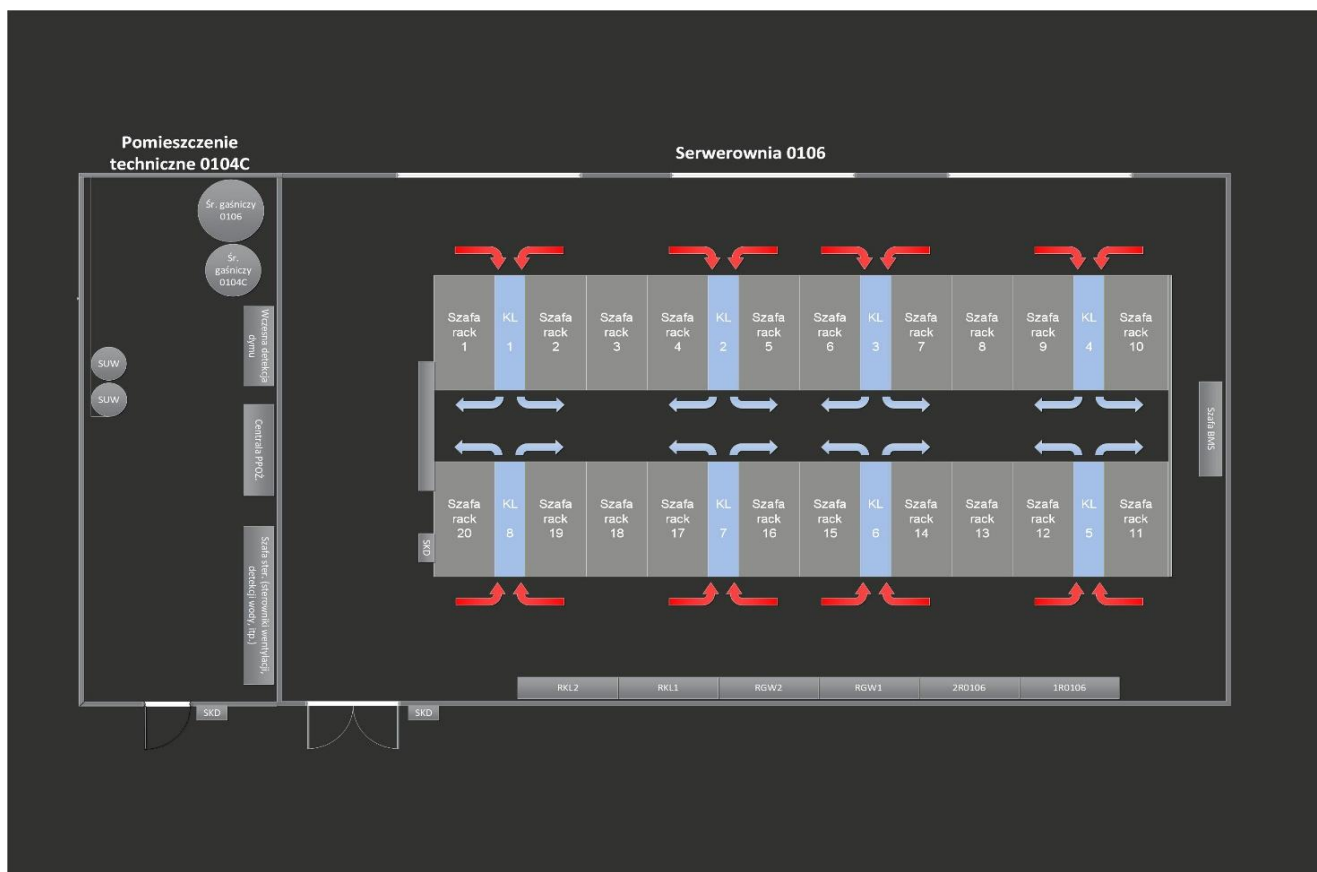 Pomieszczenie
techniczne 0104C
Serwerownia 0106
Śr. gaśniczy
0106
Śr.
gaśniczy
0104C
Wczesna detekcja
dymu
SUW
SUW
Centrala PPOŻ.
Szafa ster. (sterowniki wentylacji,
detekcji wody, itp.)
SKD
SKD
SKD
Szafa
rack
1
KL
1
Szafa
rack
2
Szafa
rack
3
Szafa
rack
4
KL
2
Szafa
rack
5
Szafa
rack
6
KL
3
Szafa
rack
7
Szafa
rack
8
Szafa
rack
9
KL
4
Szafa
rack
10
Szafa BMS
Szafa
rack
20
KL
8
Szafa
rack
19
Szafa
rack
18
Szafa
rack
17
KL
7
Szafa
rack
16
Szafa
rack
15
KL
6
Szafa
rack
14
Szafa
rack
13
Szafa
rack
12
KL
5
Szafa
rack
11
RKL2
RKL1
RGW2
RGW1
2R0106
1R0106